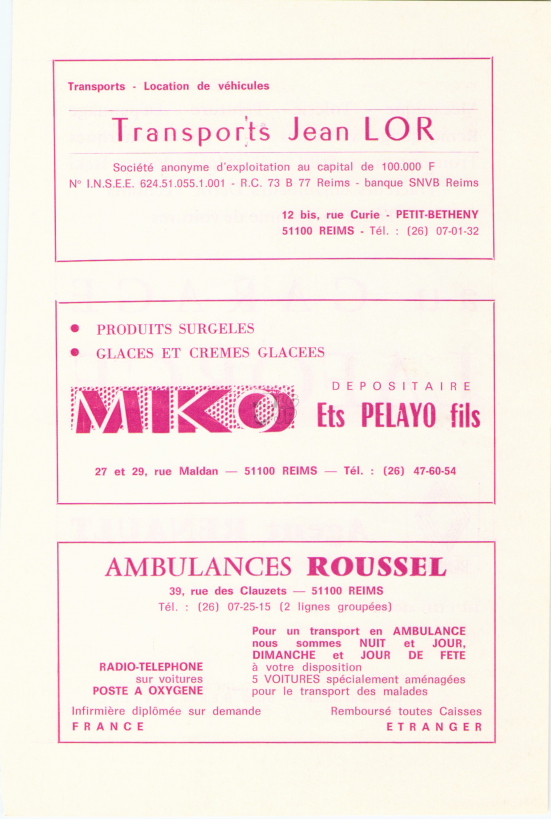 Transports - Location de véhicules
Transports Jean LOR
Société anonyme d'exploitation au capital de 100.000 F
N° I.N.S.E.E. 624.51.055.1.001 - R.C. 73 B 77 Reims - banque SNVB Reims
12 bis, rue Curie - PETIT-BETHENY
51100 REIMS - Tél. : (26) 07-01-32
● PRODUITS SURGELES
● GLACES ET CREMES GLACEES
MIKO
DEPOSITAIRE
Ets PELAYO fils
27 et 29, rue Maldan — 51100 REIMS — Tél. : (26) 47-60-54
AMBULANCES ROUSSEL
39, rue des Clauzets — 51100 REIMS
Tél. : (26) 07-25-15 (2 lignes groupées)
RADIO-TELEPHONE
sur voitures
POSTE A OXYGENE
Pour un transport en AMBULANCE
nous sommes NUIT et JOUR,
DIMANCHE et JOUR DE FETE
à votre disposition
5 VOITURES spécialement aménagées
pour le transport des malades
Infirmière diplômée sur demande
Remboursé toutes Caisses
FRANCE
ETRANGER